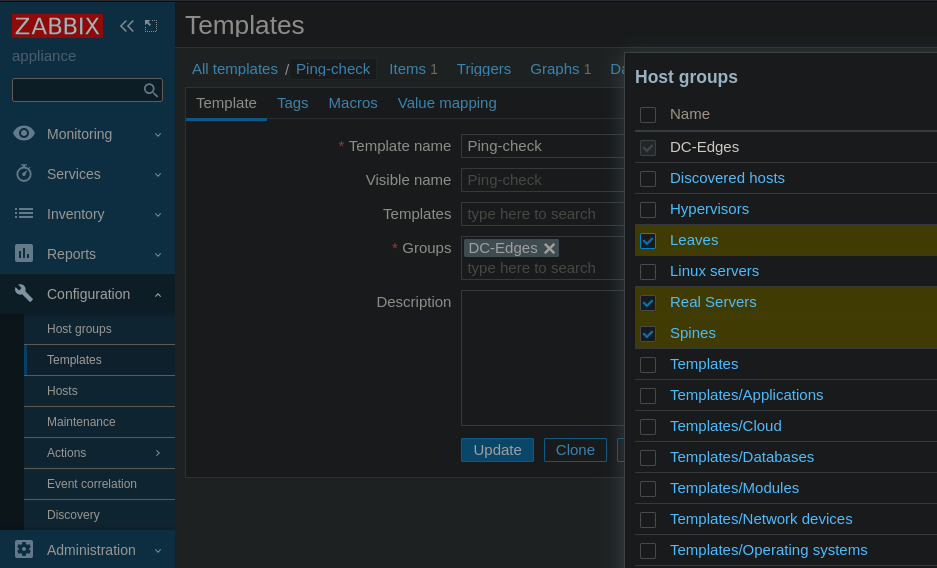 ZABBIX
appliance
Monitoring
Services
Inventory
Reports
Configuration
Host groups
Templates
Hosts
Maintenance
Actions
Event correlation
Discovery
Administration
Templates
All templates / Ping-check Items 1 Triggers Graphs 1
Template Tags Macros Value mapping
* Template name Ping-check
Visible name Ping-check
Templates type here to search
* Groups DC-Edges
type here to search
Description
Update Clone
Host groups
Name
DC-Edges
Discovered hosts
Hypervisors
Leaves
Linux servers
Real Servers
Spines
Templates
Templates/Applications
Templates/Cloud
Templates/Databases
Templates/Modules
Templates/Network devices
Templates/Operating systems